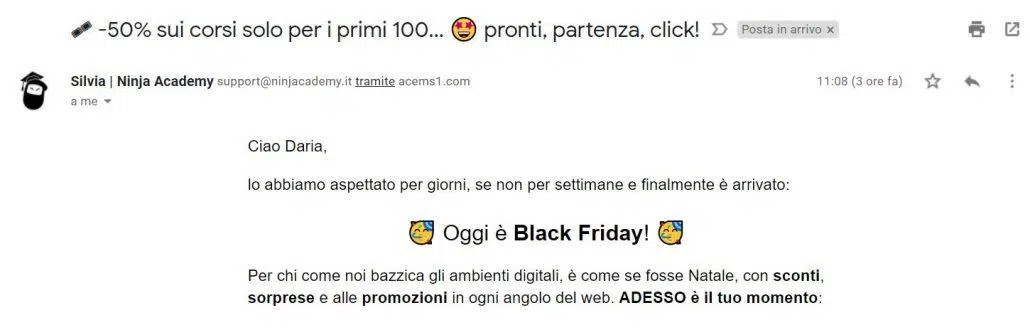 🧨 -50% sui corsi solo per i primi 100... 🤩 pronti, partenza, click! Posta in arrivo x
Silvia | Ninja Academy support@ninjacademy.it tramite acems1.com 11:08 (3 ore fa)
a me
Ciao Daria,
lo abbiamo aspettato per giorni, se non per settimane e finalmente è arrivato:
🥳 Oggi è Black Friday! 🥳
Per chi come noi bazzica gli ambienti digitali, è come se fosse Natale, con sconti,
sorprese e alle promozioni in ogni angolo del web. ADESSO è il tuo momento: